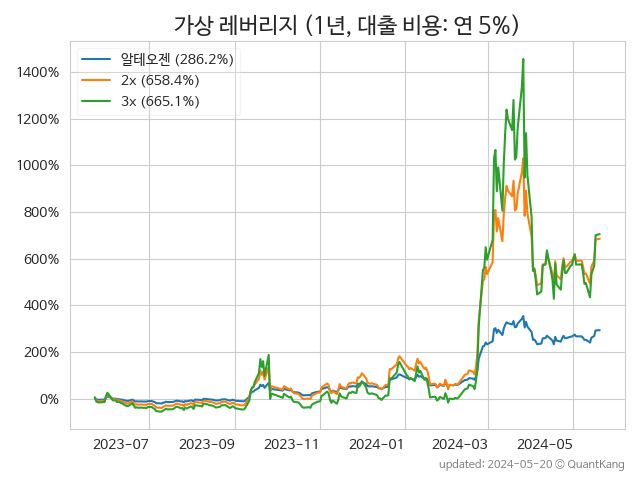 가상 레버리지 (1년, 대출 비용: 연 5%)
알테오젠 (286.2%)
2x (658.4%)
3x (665.1%)
1400%
1200%
1000%
800%
600%
400%
200%
0%
2023-07 2023-09 2023-11 2024-01 2024-03 2024-05
updated: 2024-05-20 © QuantKang